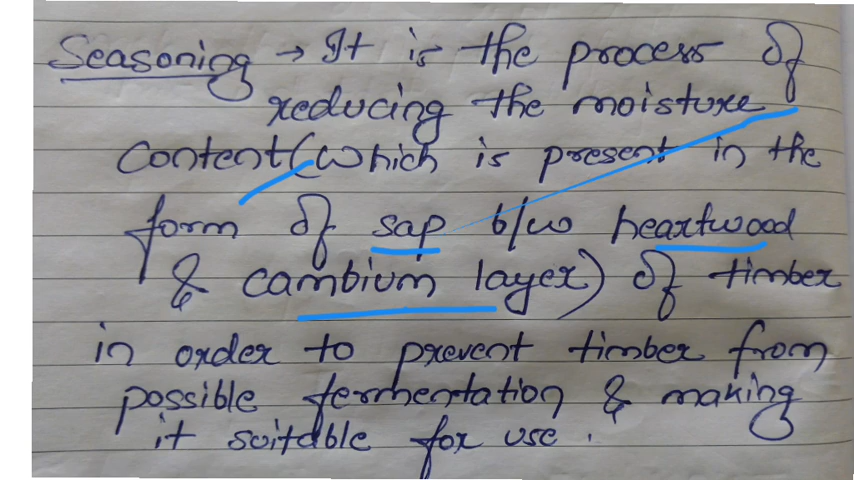 Seasoning → It is the process of
reducing the moisture
Content (which is present in the
form of sap b/w heartwood
& cambium layer) of timber
in order to prevent timber from
possible fermentation & making
it suitable for use.